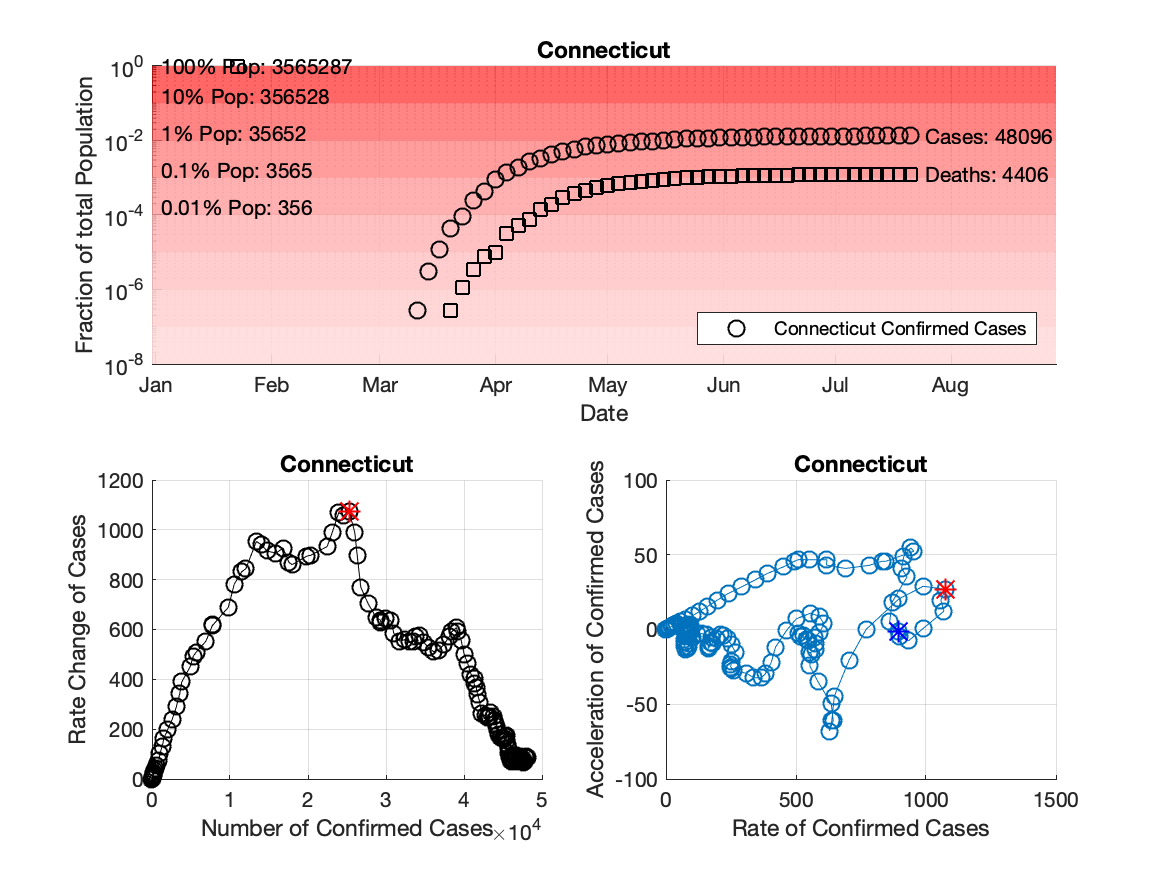 Connecticut
Fraction of total Population
10^0
10^-2
10^-4
10^-6
10^-8
100% Pop: 3565287
10% Pop: 356528
1% Pop: 35652
0.1% Pop: 3565
0.01% Pop: 356
Cases: 48096
Deaths: 4406
Connecticut Confirmed Cases
Jan Feb Mar Apr May Jun Jul Aug
Date
Connecticut
Rate Change of Cases
1200
1000
800
600
400
200
0
0 1 2 3 4 5
Number of Confirmed Cases ×10^4
Connecticut
Acceleration of Confirmed Cases
100
50
0
-50
-100
0 500 1000 1500
Rate of Confirmed Cases